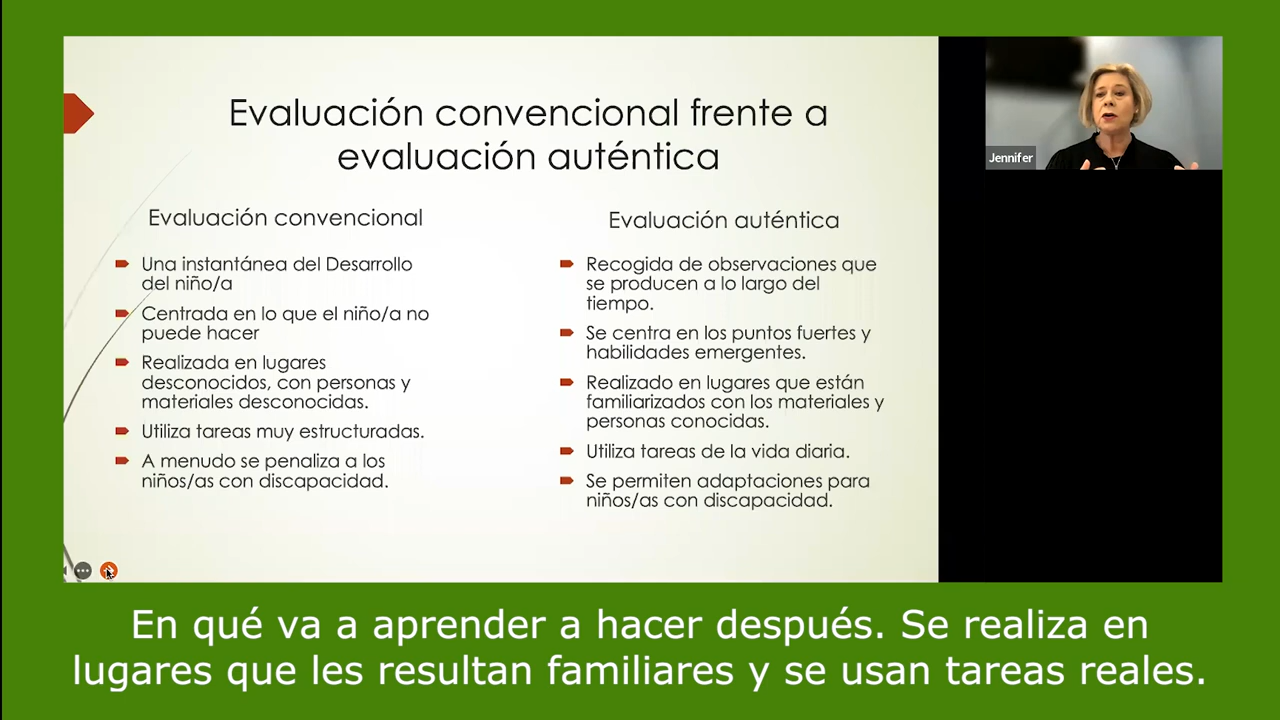 Evaluación convencional frente a
evaluación auténtica
Evaluación convencional
Una instantánea del Desarrollo
del niño/a
Centrada en lo que el niño/a no
puede hacer
Realizada en lugares
desconocidos, con personas y
materiales desconocidas.
Utiliza tareas muy estructuradas.
A menudo se penaliza a los
niños/as con discapacidad.
Evaluación auténtica
Recogida de observaciones que
se producen a lo largo del
tiempo.
Se centra en los puntos fuertes y
habilidades emergentes.
Realizado en lugares que están
familiarizados con los materiales y
personas conocidas.
Utiliza tareas de la vida diaria.
Se permiten adaptaciones para
niños/as con discapacidad.
Jennifer
En qué va a aprender a hacer después. Se realiza en
lugares que les resultan familiares y se usan tareas reales.